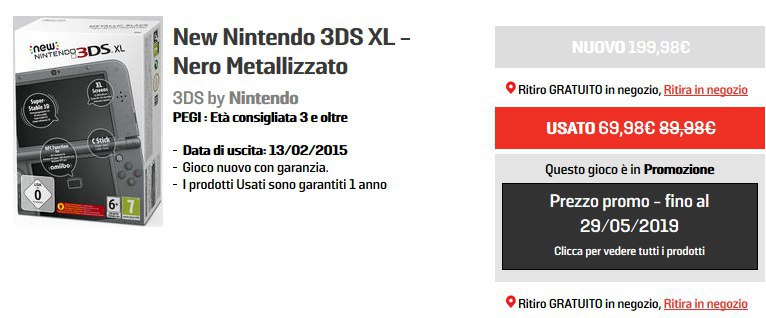 METALLIC BLACK
new
NINTENDO 3DS XL
XL
Screens
Super-
Stable 3D
C Stick
NFC Function
amiibo
USK
0
6+
7
New Nintendo 3DS XL –
Nero Metallizzato
3DS by Nintendo
PEGI : Età consigliata 3 e oltre
- Data di uscita: 13/02/2015
- Gioco nuovo con garanzia.
- I prodotti Usati sono garantiti 1 anno
NUOVO 199,98€
Ritiro GRATUITO in negozio, Ritira in negozio
USATO 69,98€ 89,98€
Questo gioco è in Promozione
Prezzo promo – fino al
29/05/2019
Clicca per vedere tutti i prodotti
Ritiro GRATUITO in negozio, Ritira in negozio